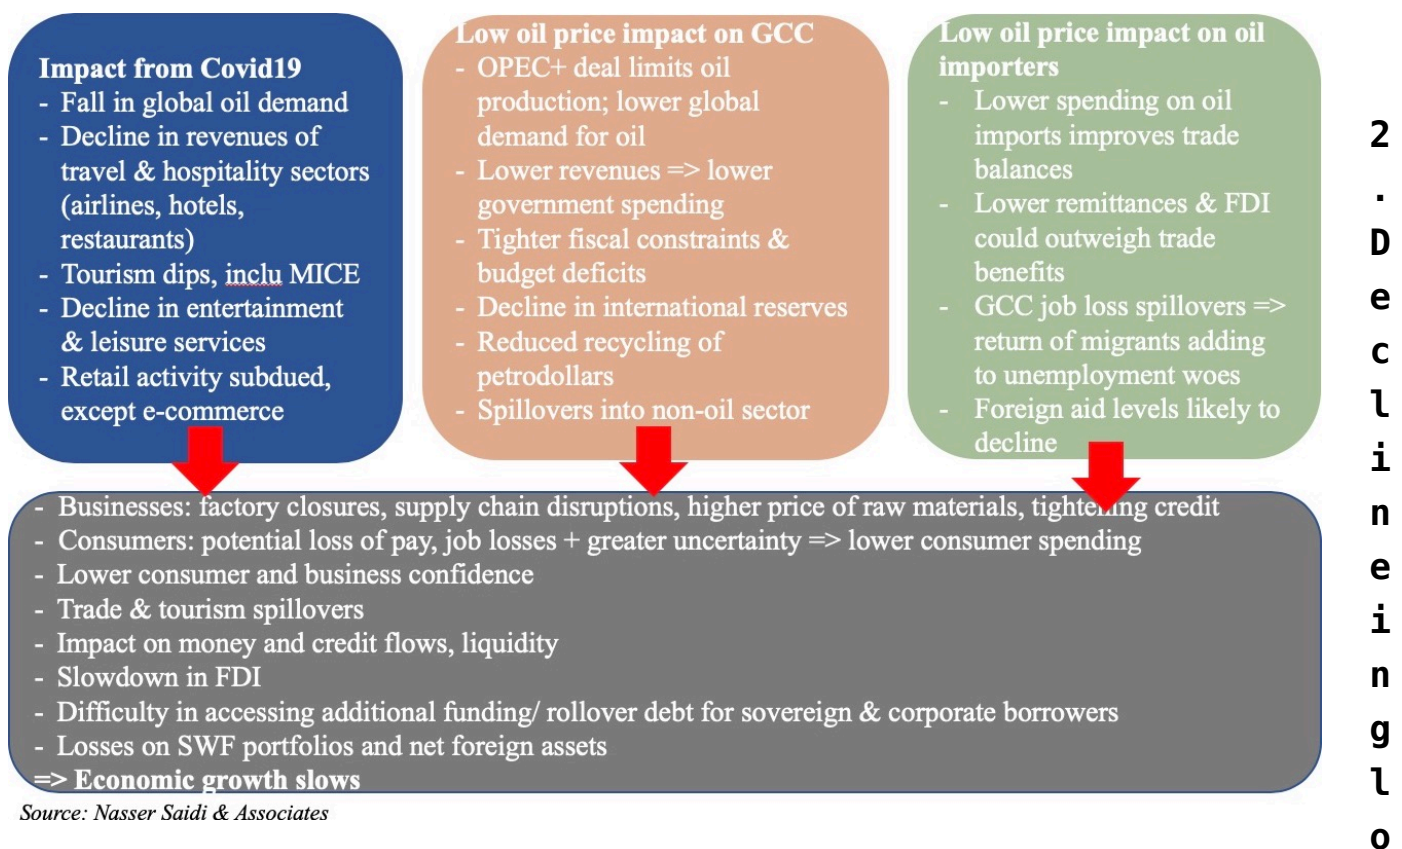 Impact from Covid19
- Fall in global oil demand
- Decline in revenues of
travel & hospitality sectors
(airlines, hotels,
restaurants)
- Tourism dips, inclu MICE
- Decline in entertainment
& leisure services
- Retail activity subdued,
except e-commerce
Low oil price impact on GCC
- OPEC+ deal limits oil
production; lower global
demand for oil
- Lower revenues => lower
government spending
- Tighter fiscal constraints &
budget deficits
- Decline in international reserves
- Reduced recycling of
petrodollars
- Spillovers into non-oil sector
Low oil price impact on oil
importers
- Lower spending on oil
imports improves trade
balances
- Lower remittances & FDI
could outweigh trade
benefits
- GCC job loss spillovers =>
return of migrants adding
to unemployment woes
- Foreign aid levels likely to
decline
- Businesses: factory closures, supply chain disruptions, higher price of raw materials, tightening credit
- Consumers: potential loss of pay, job losses + greater uncertainty => lower consumer spending
- Lower consumer and business confidence
- Trade & tourism spillovers
- Impact on money and credit flows, liquidity
- Slowdown in FDI
- Difficulty in accessing additional funding/ rollover debt for sovereign & corporate borrowers
- Losses on SWF portfolios and net foreign assets
=> Economic growth slows
Source: Nasser Saidi & Associates
2.Declineinglo